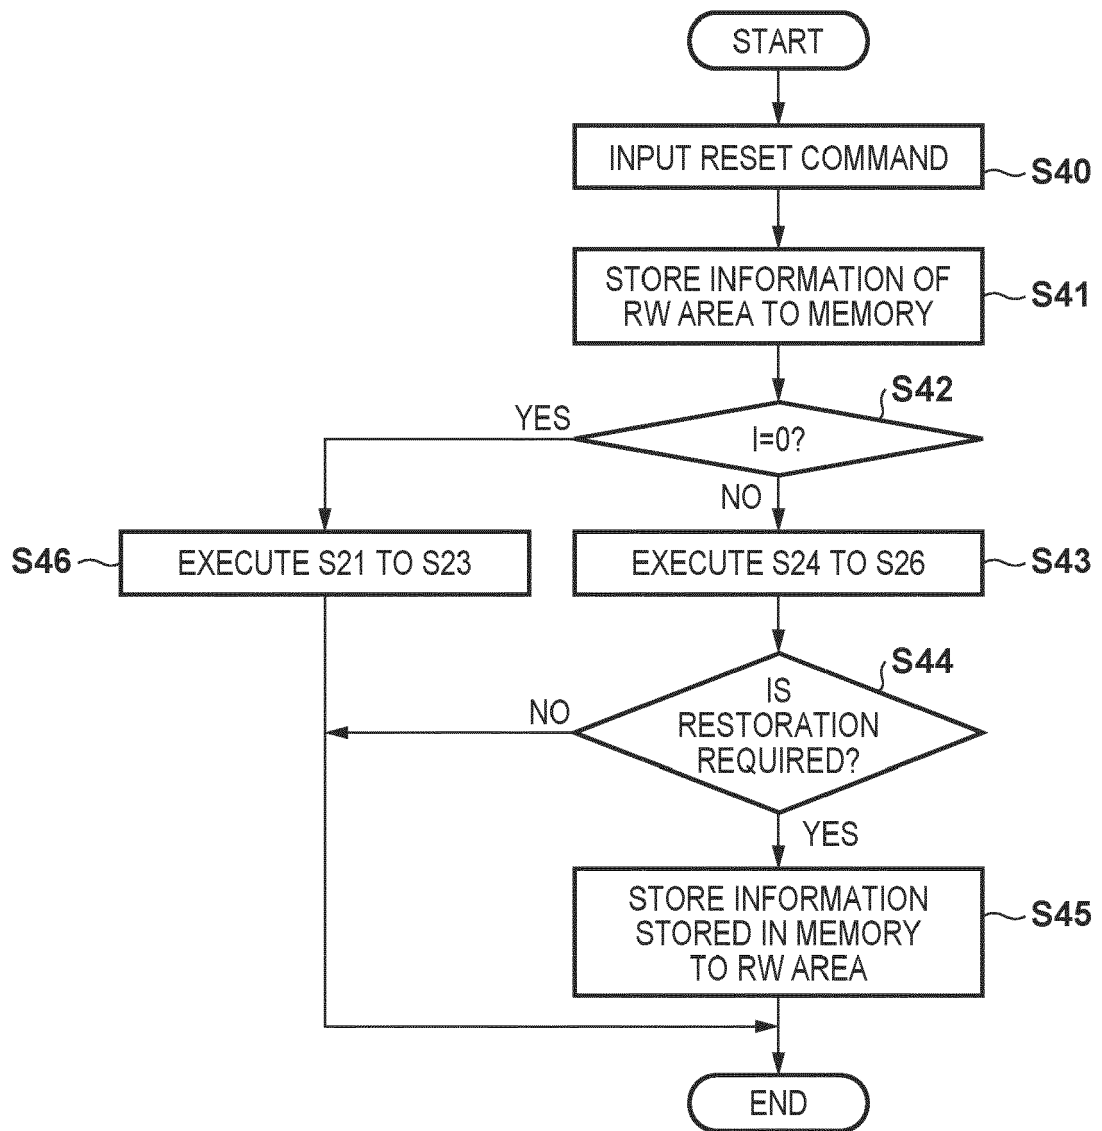 START
INPUT RESET COMMAND
S40
STORE INFORMATION OF
RW AREA TO MEMORY
S41
S42
YES
I=0?
NO
S46
EXECUTE S21 TO S23
EXECUTE S24 TO S26
S43
S44
NO
IS
RESTORATION
REQUIRED?
YES
STORE INFORMATION
STORED IN MEMORY
TO RW AREA
S45
END